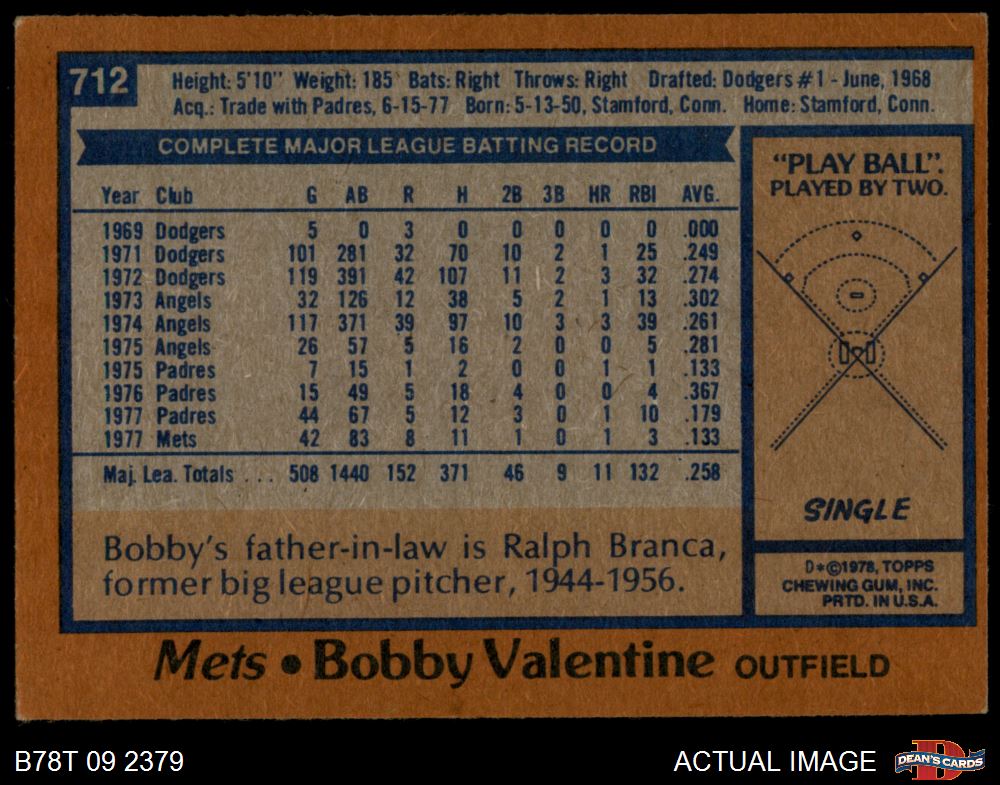 712
Height: 5'10" Weight: 185 Bats: Right Throws: Right Drafted: Dodgers #1 - June, 1968
Acq.: Trade with Padres, 6-15-77 Born: 5-13-50, Stamford, Conn. Home: Stamford, Conn.
COMPLETE MAJOR LEAGUE BATTING RECORD
Year Club G AB R H 2B 3B HR RBI AVG.
1969 Dodgers 5 0 3 0 0 0 0 0 .000
1971 Dodgers 101 281 32 70 10 2 1 25 .249
1972 Dodgers 119 391 42 107 11 2 3 32 .274
1973 Angels 32 126 12 38 5 2 1 13 .302
1974 Angels 117 371 39 97 10 3 3 39 .261
1975 Angels 26 57 5 16 2 0 0 5 .281
1975 Padres 7 15 1 2 0 0 1 1 .133
1976 Padres 15 49 5 18 4 0 0 4 .367
1977 Padres 44 67 5 12 3 0 1 10 .179
1977 Mets 42 83 8 11 1 0 1 3 .133
Maj. Lea. Totals . . . 508 1440 152 371 46 9 11 132 .258
Bobby's father-in-law is Ralph Branca,
former big league pitcher, 1944-1956.
"PLAY BALL".
PLAYED BY TWO.
SINGLE
D*©1978, TOPPS
CHEWING GUM, INC.
PRTD. IN U.S.A.
Mets • Bobby Valentine OUTFIELD
B78T 09 2379
ACTUAL IMAGE
D
DEAN'S CARDS